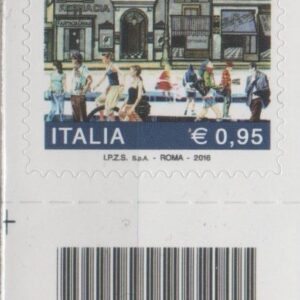 FARMACIA
ITALIA € 0,95
I.P.Z.S. S.p.A. - ROMA - 2016